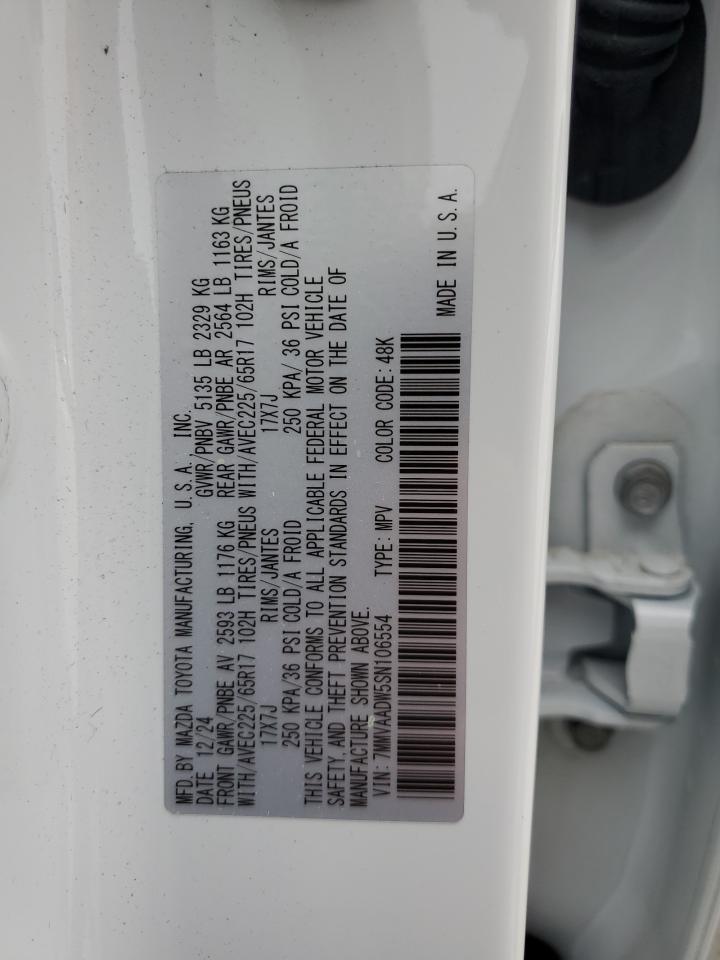 MFD. BY MAZDA TOYOTA MANUFACTURING, U.S.A. INC.
DATE 12/24 GVWR/PNBV 5135 LB 2329 KG
FRONT GAWR/PNBE AV 2593 LB 1176 KG REAR GAWR/PNBE AR 2564 LB 1163 KG
WITH/AVEC225/65R17 102H TIRES/PNEUS WITH/AVEC225/65R17 102H TIRES/PNEUS
17X7J RIMS/JANTES 17X7J RIMS/JANTES
250 KPA/36 PSI COLD/A FROID 250 KPA/ 36 PSI COLD/A FROID
THIS VEHICLE CONFORMS TO ALL APPLICABLE FEDERAL MOTOR VEHICLE
SAFETY, AND THEFT PREVENTION STANDARDS IN EFFECT ON THE DATE OF
MANUFACTURE SHOWN ABOVE.
VIN: 7MMVAADW5SN106554 TYPE: MPV COLOR CODE: 48K
MADE IN U.S.A.